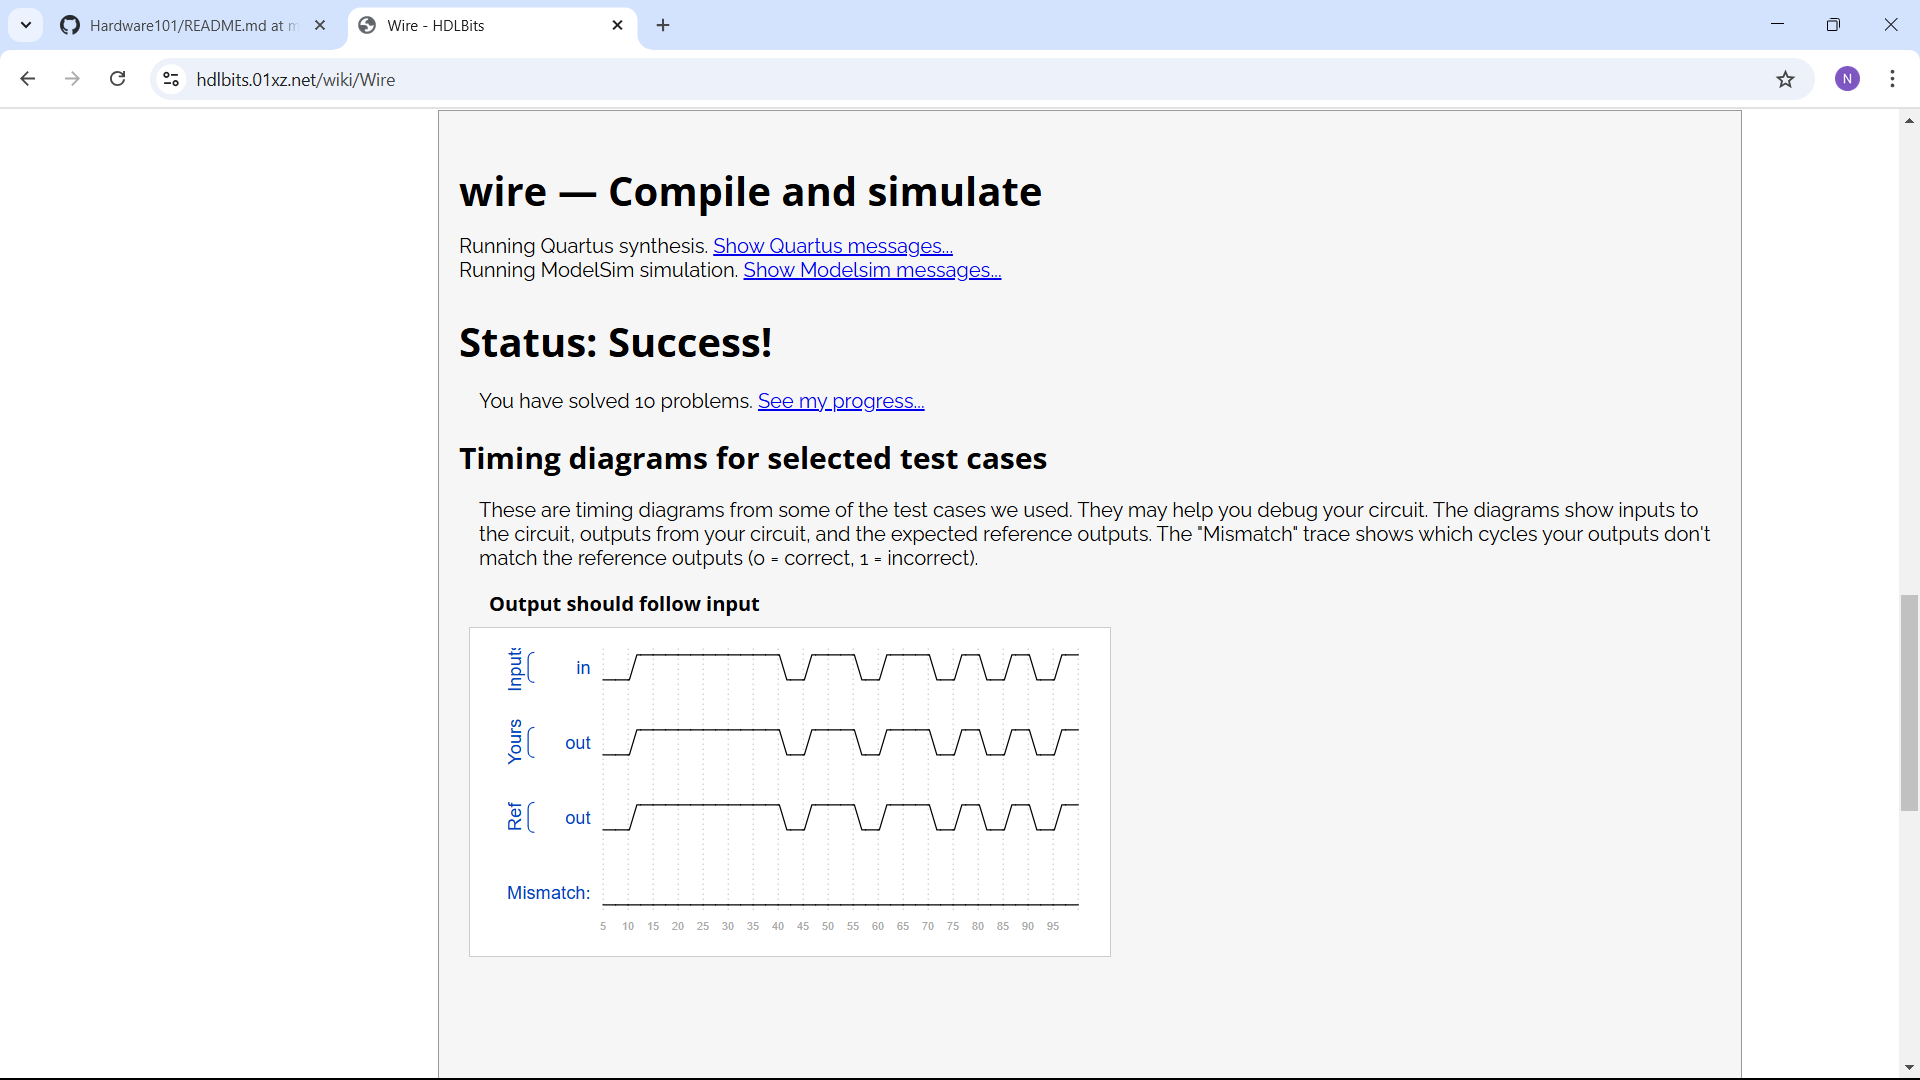 Hardware101/README.md at m
Wire - HDLBits
hdlbits.01xz.net/wiki/Wire
N
wire — Compile and simulate
Running Quartus synthesis. Show Quartus messages...
Running ModelSim simulation. Show Modelsim messages...
Status: Success!
You have solved 10 problems. See my progress...
Timing diagrams for selected test cases
These are timing diagrams from some of the test cases we used. They may help you debug your circuit. The diagrams show inputs to
the circuit, outputs from your circuit, and the expected reference outputs. The "Mismatch" trace shows which cycles your outputs don't
match the reference outputs (0 = correct, 1 = incorrect).
Output should follow input
Inputs in
Yours out
Ref out
Mismatch:
5 10 15 20 25 30 35 40 45 50 55 60 65 70 75 80 85 90 95